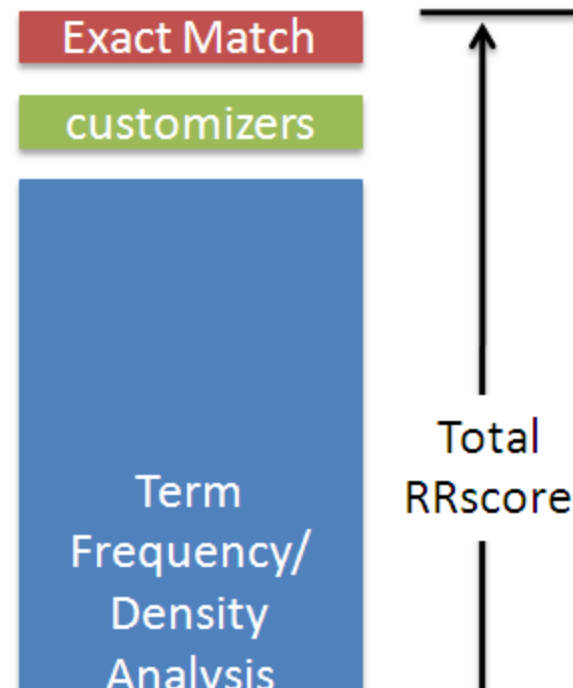 Exact Match
customizers
Term
Frequency/
Density
Analysis
Total
RRscore